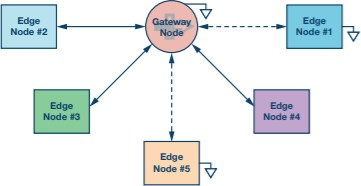 Gateway
Node
Edge
Node #2
Edge
Node #1
Edge
Node #3
Edge
Node #4
Edge
Node #5